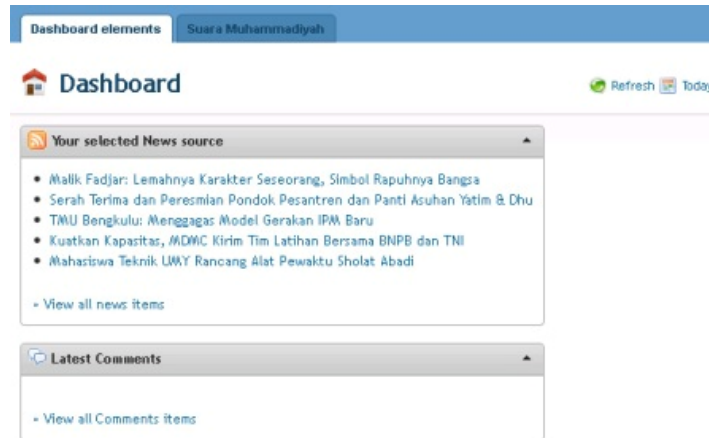 Dashboard elements Suara Muhammadiyah
Dashboard
Refresh Today
Your selected News source
Malik Fadjar: Lemahnya Karakter Seseorang, Simbol Rapuhnya Bangsa
Serah Terima dan Peresmian Pondok Pesantren dan Panti Asuhan Yatim & Dhu
TMU Bengkulu: Menggagas Model Gerakan IPM Baru
Kuatkan Kapasitas, MDMC Kirim Tim Latihan Bersama BNPB dan TNI
Mahasiswa Teknik UMY Rancang Alat Pewaktu Sholat Abadi
View all news items
Latest Comments
View all Comments items